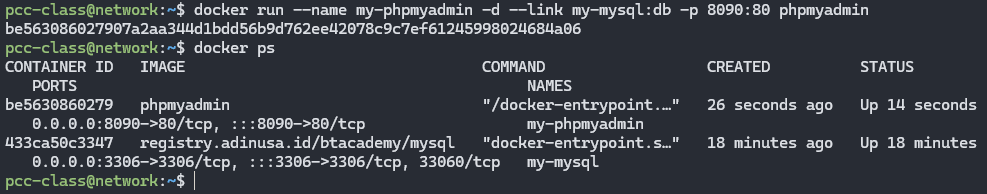 pcc-class@network:~$ docker run --name my-phpmyadmin -d --link my-mysql:db -p 8090:80 phpmyadmin
be563086027907a2aa344d1bdd56b9d762ee42078c9c7ef61245998024684a06
pcc-class@network:~$ docker ps
CONTAINER ID   IMAGE                                 COMMAND                  CREATED          STATUS
   PORTS                                                  NAMES
be5630860279   phpmyadmin                            "/docker-entrypoint.…"   26 seconds ago   Up 14 seconds
   0.0.0.0:8090->80/tcp, :::8090->80/tcp                  my-phpmyadmin
433ca50c3347   registry.adinusa.id/btacademy/mysql   "docker-entrypoint.s…"   18 minutes ago   Up 18 minutes
   0.0.0.0:3306->3306/tcp, :::3306->3306/tcp, 33060/tcp   my-mysql
pcc-class@network:~$